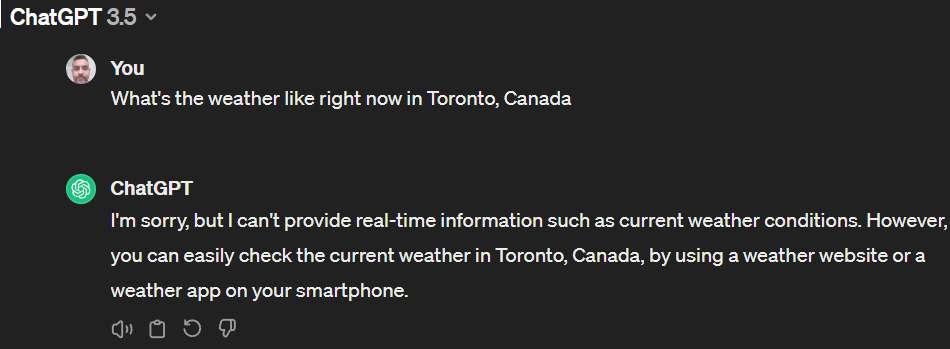 ChatGPT 3.5
You
What's the weather like right now in Toronto, Canada
ChatGPT
I'm sorry, but I can't provide real-time information such as current weather conditions. However,
you can easily check the current weather in Toronto, Canada, by using a weather website or a
weather app on your smartphone.